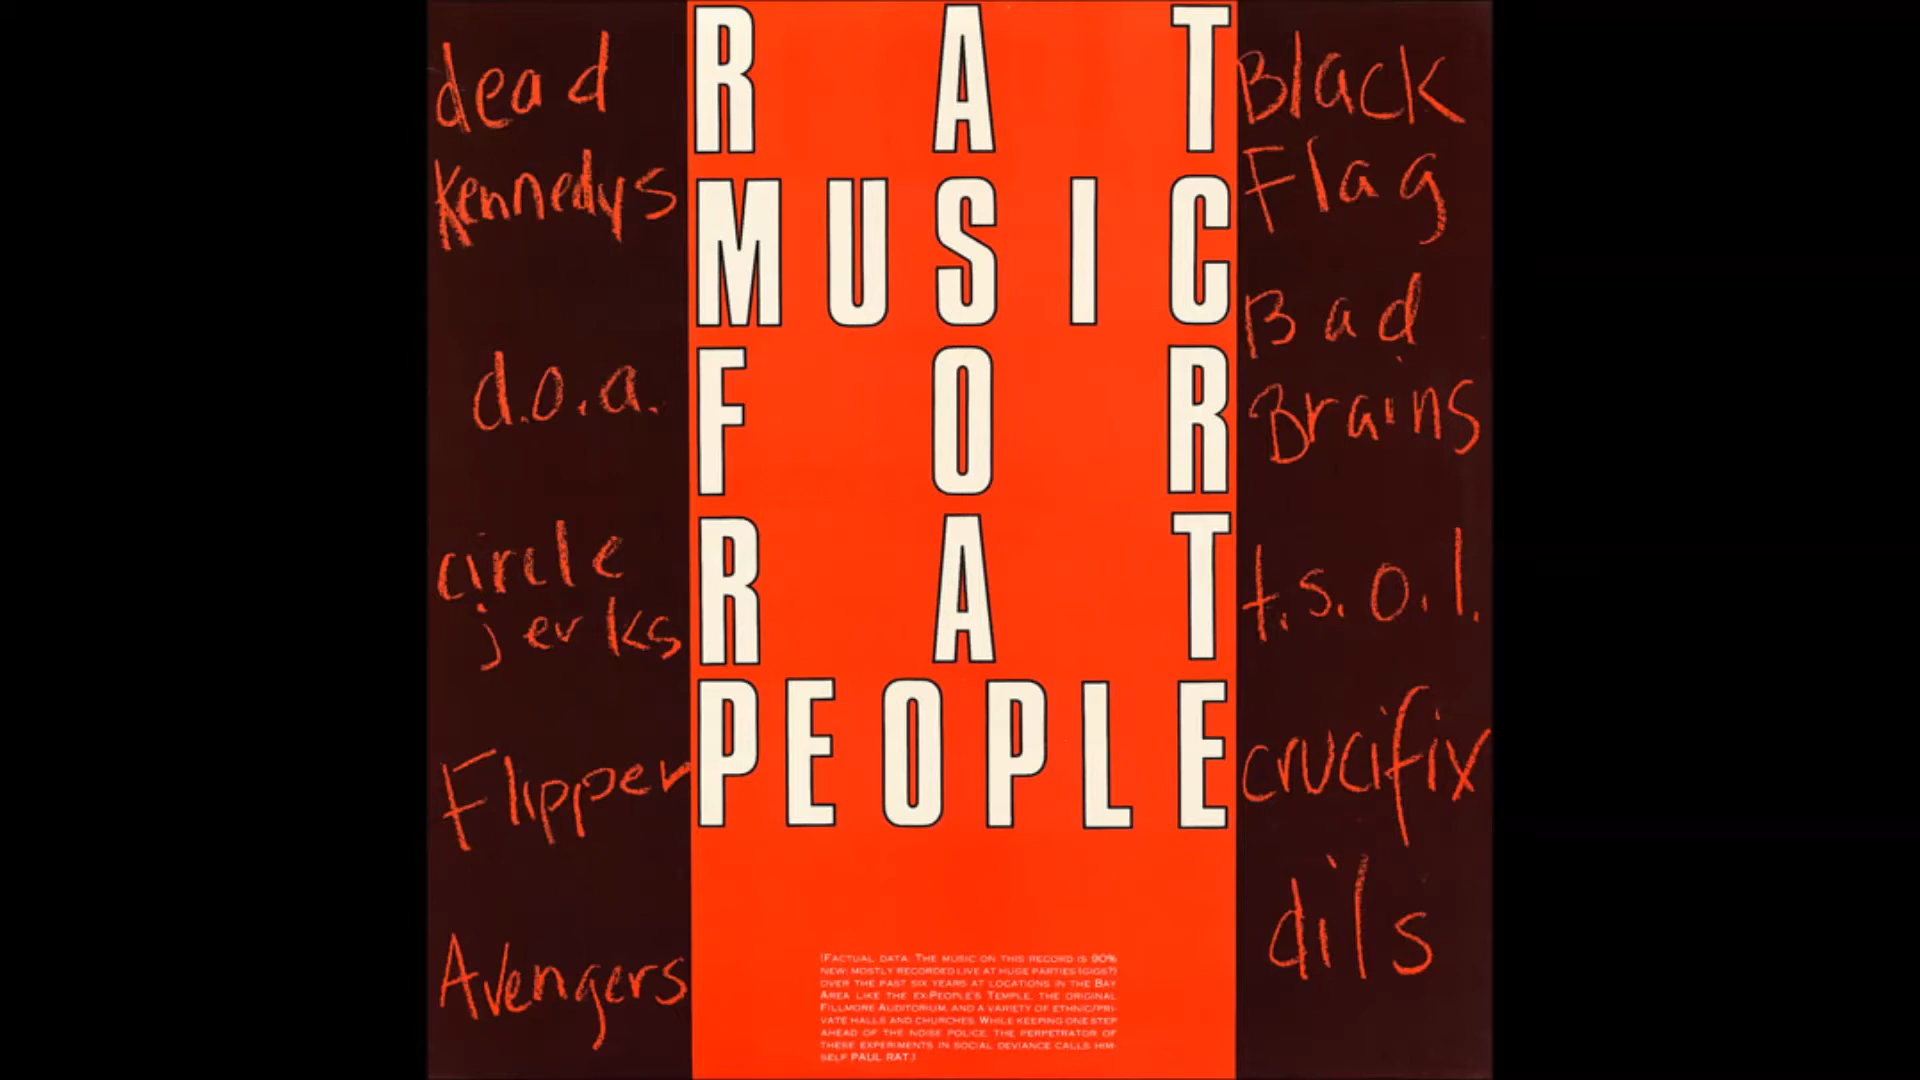 dead
Kennedys
d.o.a.
circle
jerks
Flipper
Avengers
RAT
MUSIC
FOR
RAT
PEOPLE
(FACTUAL DATA: THE MUSIC ON THIS RECORD IS 90%
NEW: MOSTLY RECORDED LIVE AT HUGE PARTIES (GIGS?)
OVER THE PAST SIX YEARS AT LOCATIONS IN THE BAY
AREA LIKE THE EX-PEOPLE'S TEMPLE, THE ORIGINAL
FILLMORE AUDITORIUM, AND A VARIETY OF ETHNIC/PRI-
VATE HALLS AND CHURCHES. WHILE KEEPING ONE STEP
AHEAD OF THE NOISE POLICE, THE PERPETRATOR OF
THESE EXPERIMENTS IN SOCIAL DEVIANCE CALLS HIM-
SELF PAUL RAT.)
Black
Flag
Bad
Brains
t.s.o.l.
crucifix
dils